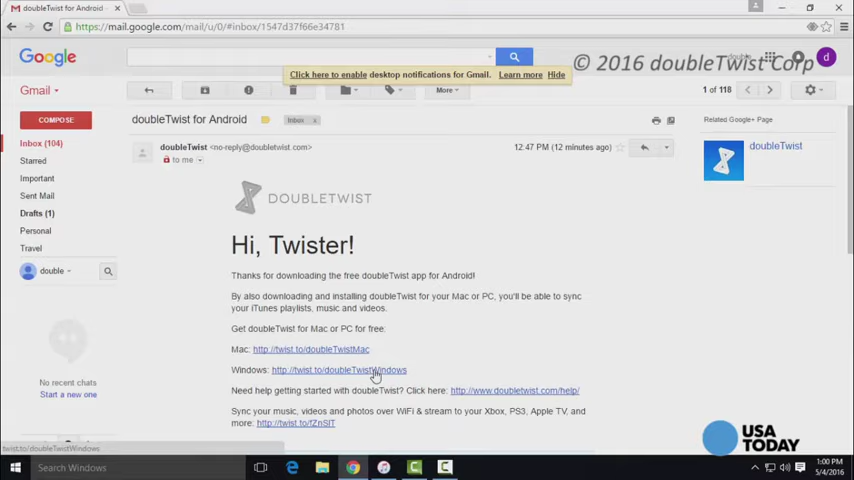 doubleTwist for Android -
https://mail.google.com/mail/u/0/#inbox/1547d37f66e34781
Google
© 2016 doubleTwist Corp
Click here to enable desktop notifications for Gmail. Learn more Hide
Gmail
More
1 of 118
COMPOSE
doubleTwist for Android
Inbox x
Related Google+ Page
Inbox (104)
Starred
Important
Sent Mail
Drafts (1)
Personal
Travel
double
No recent chats
Start a new one
doubleTwist <no-reply@doubletwist.com>
12:47 PM (12 minutes ago)
to me
doubleTwist
DOUBLETWIST
Hi, Twister!
Thanks for downloading the free doubleTwist app for Android!
By also downloading and installing doubleTwist for your Mac or PC, you'll be able to sync
your iTunes playlists, music and videos.
Get doubleTwist for Mac or PC for free:
Mac: http://twist.to/doubleTwistMac
Windows: http://twist.to/doubleTwistWindows
Need help getting started with doubleTwist? Click here: http://www.doubletwist.com/help/
Sync your music, videos and photos over WiFi & stream to your Xbox, PS3, Apple TV, and
more: http://twist.to/fZnSIT
USA
TODAY
twist.to/doubleTwistWindows
Search Windows
1:00 PM
5/4/2016